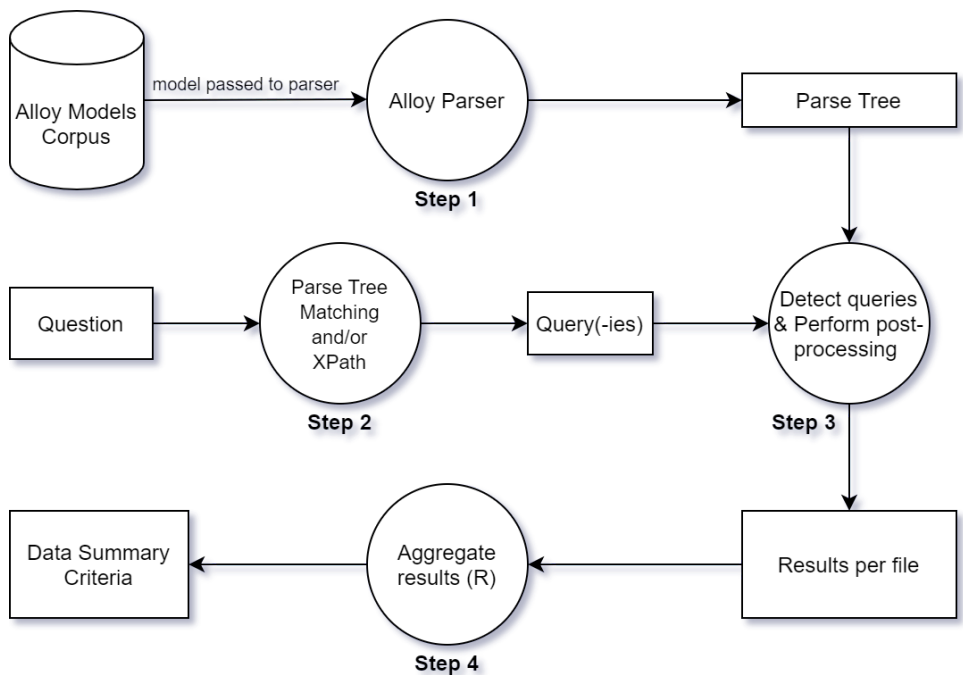 Alloy Models
Corpus
model passed to parser
Alloy Parser
Parse Tree
Step 1
Question
Parse Tree
Matching
and/or
XPath
Query(-ies)
Detect queries
& Perform post-
processing
Step 2
Step 3
Data Summary
Criteria
Aggregate
results (R)
Results per file
Step 4